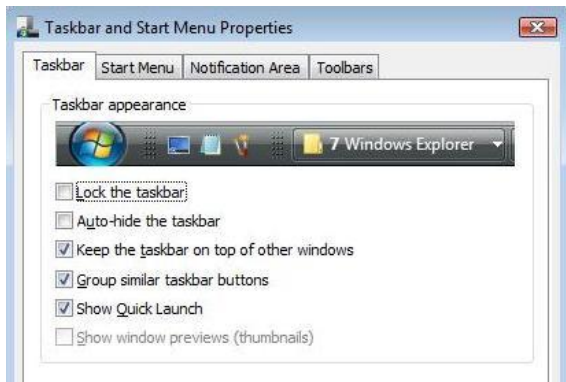 Taskbar and Start Menu Properties
Taskbar Start Menu Notification Area Toolbars
Taskbar appearance
7 Windows Explorer
Lock the taskbar
Auto-hide the taskbar
Keep the taskbar on top of other windows
Group similar taskbar buttons
Show Quick Launch
Show window previews (thumbnails)